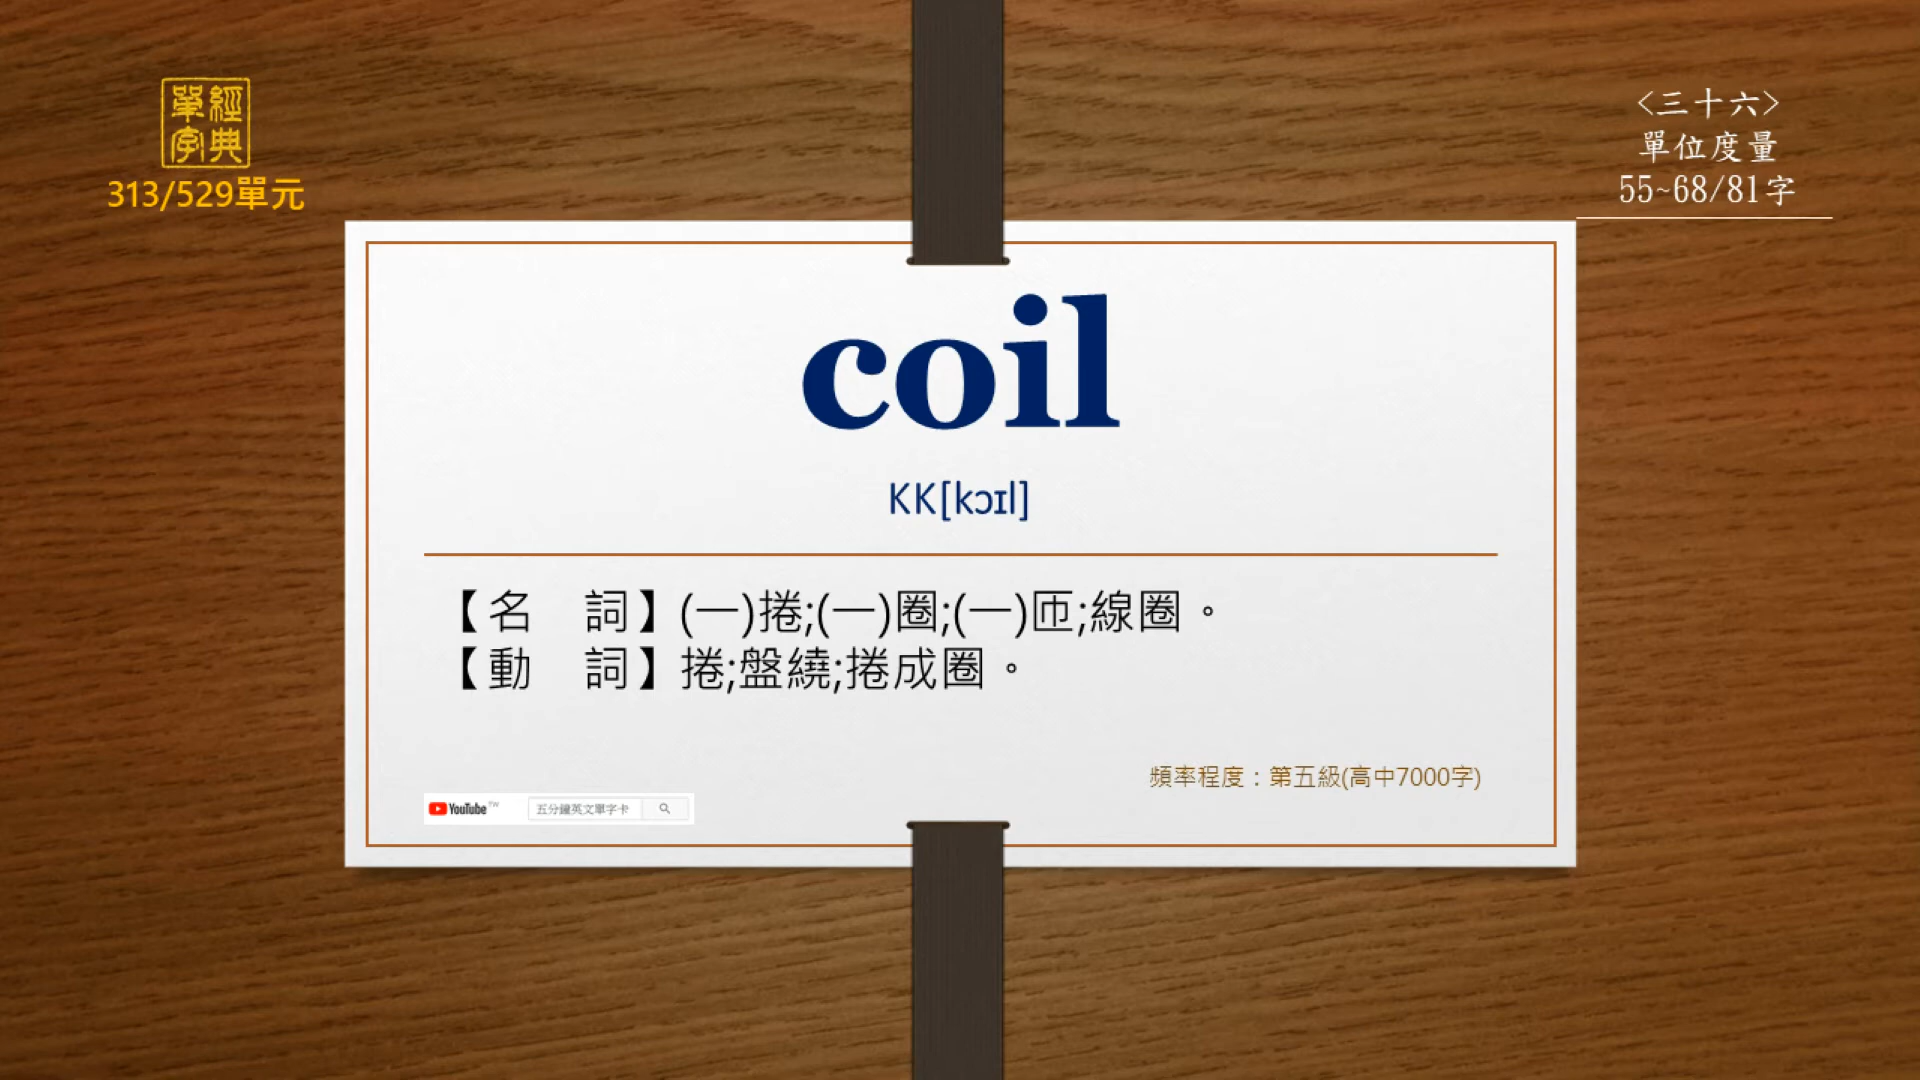 經典
單字
313/529單元
<三十六>
單位度量
55~68/81字
coil
KK[kɔɪl]
【名　詞】(一)捲;(一)圈;(一)匝;線圈。
【動　詞】捲;盤繞;捲成圈。
頻率程度：第五級(高中7000字)
YouTube TW 五分鐘英文單字卡